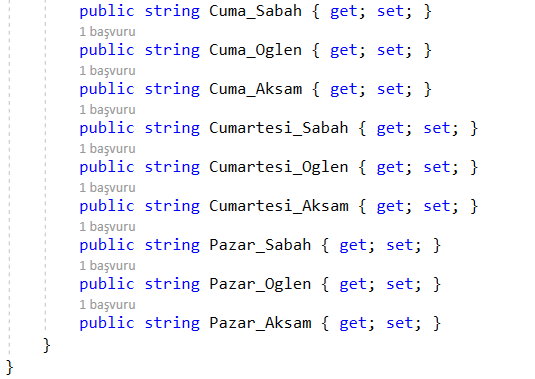 public string Cuma_Sabah { get; set; }
1 başvuru
public string Cuma_Oglen { get; set; }
1 başvuru
public string Cuma_Aksam { get; set; }
1 başvuru
public string Cumartesi_Sabah { get; set; }
1 başvuru
public string Cumartesi_Oglen { get; set; }
1 başvuru
public string Cumartesi_Aksam { get; set; }
1 başvuru
public string Pazar_Sabah { get; set; }
1 başvuru
public string Pazar_Oglen { get; set; }
1 başvuru
public string Pazar_Aksam { get; set; }
}
}